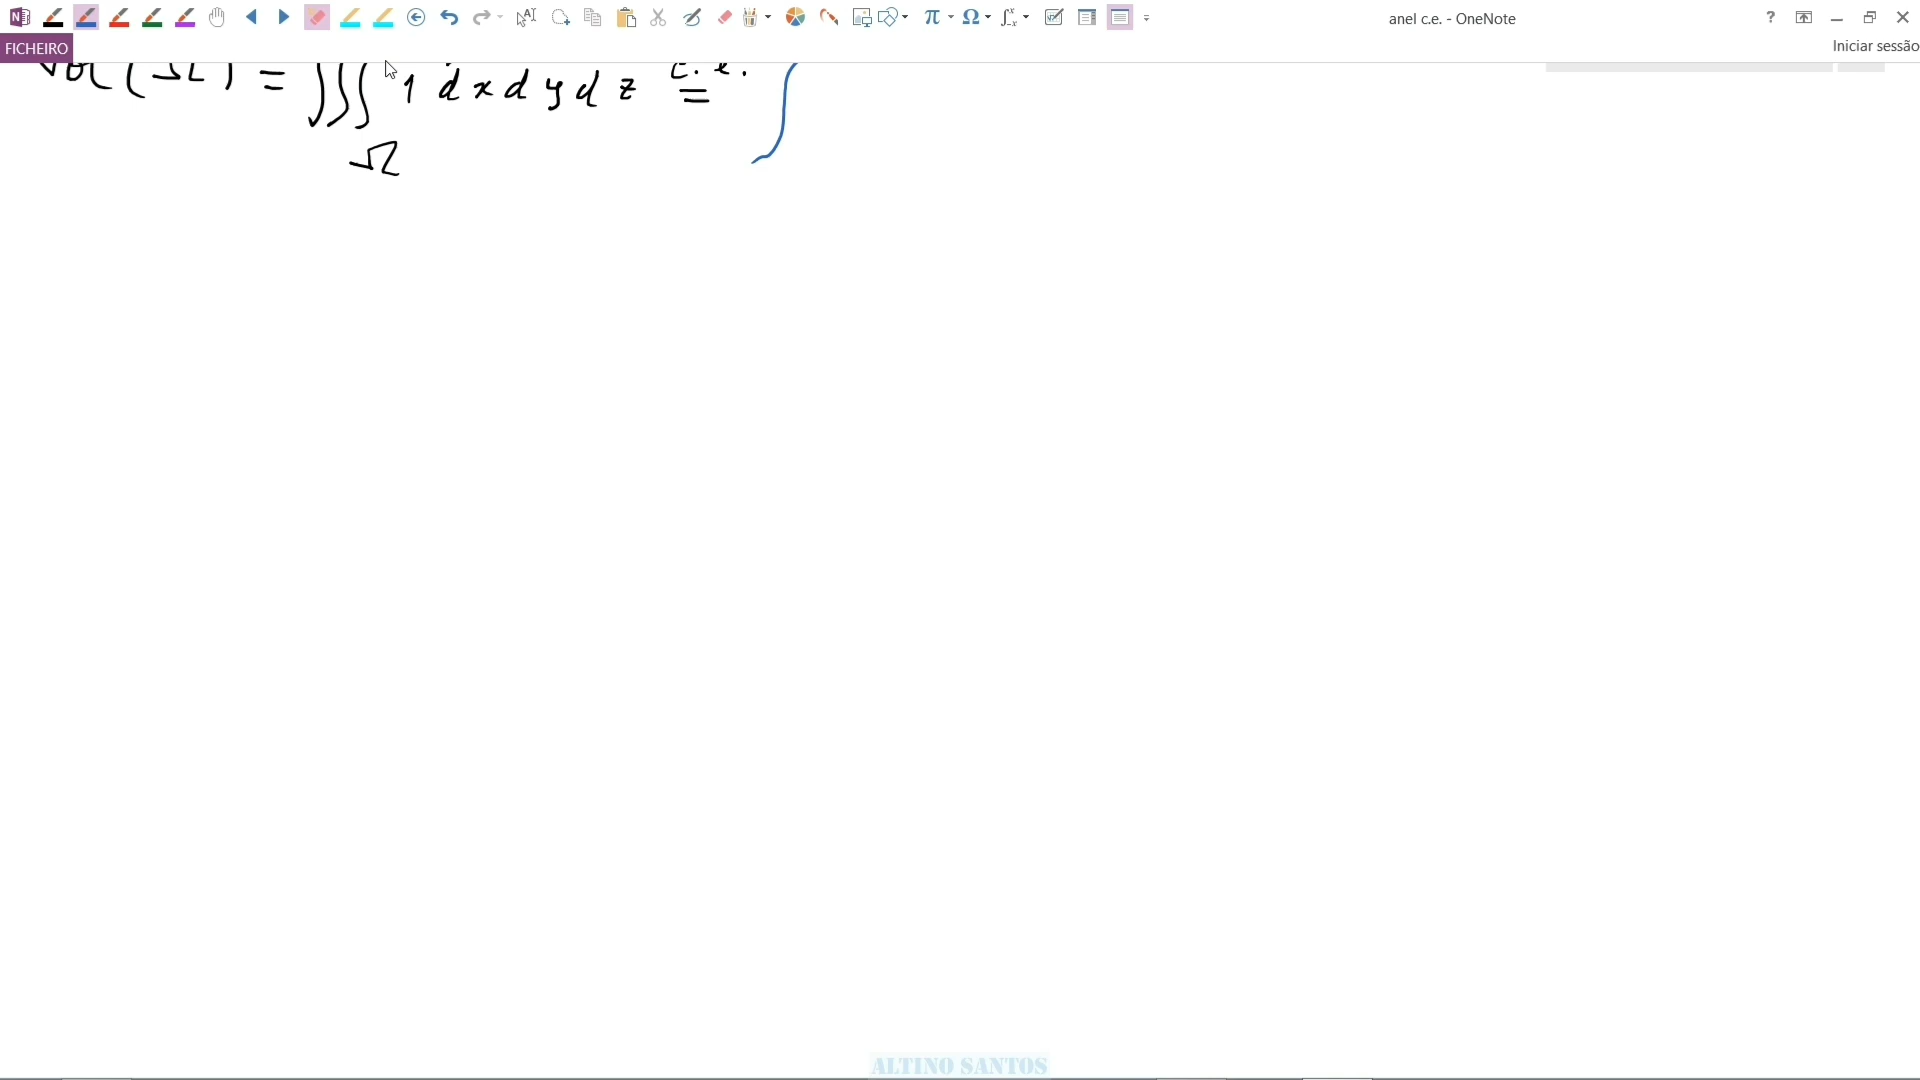 anel c.e. - OneNote
FICHEIRO
Iniciar sessão
Vol (Ω) = ∭ 1 dx dy dz c.e. = ∫
Ω
ALTINO SANTOS